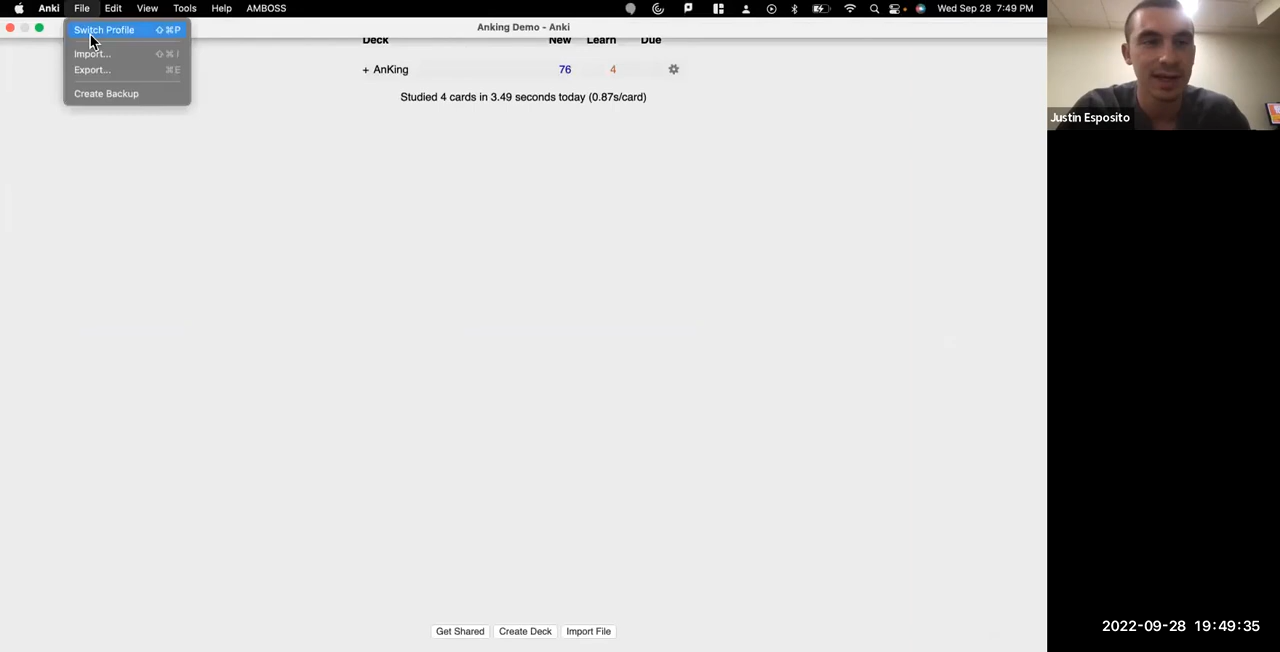 Anki File Edit View Tools Help AMBOSS Wed Sep 28 7:49 PM
Anking Demo - Anki
Switch Profile ⇧⌘P
Import... ⇧⌘I
Export... ⌘E
Create Backup
Deck New Learn Due
+ AnKing 76 4
Studied 4 cards in 3.49 seconds today (0.87s/card)
Get Shared Create Deck Import File
Justin Esposito
2022-09-28 19:49:35